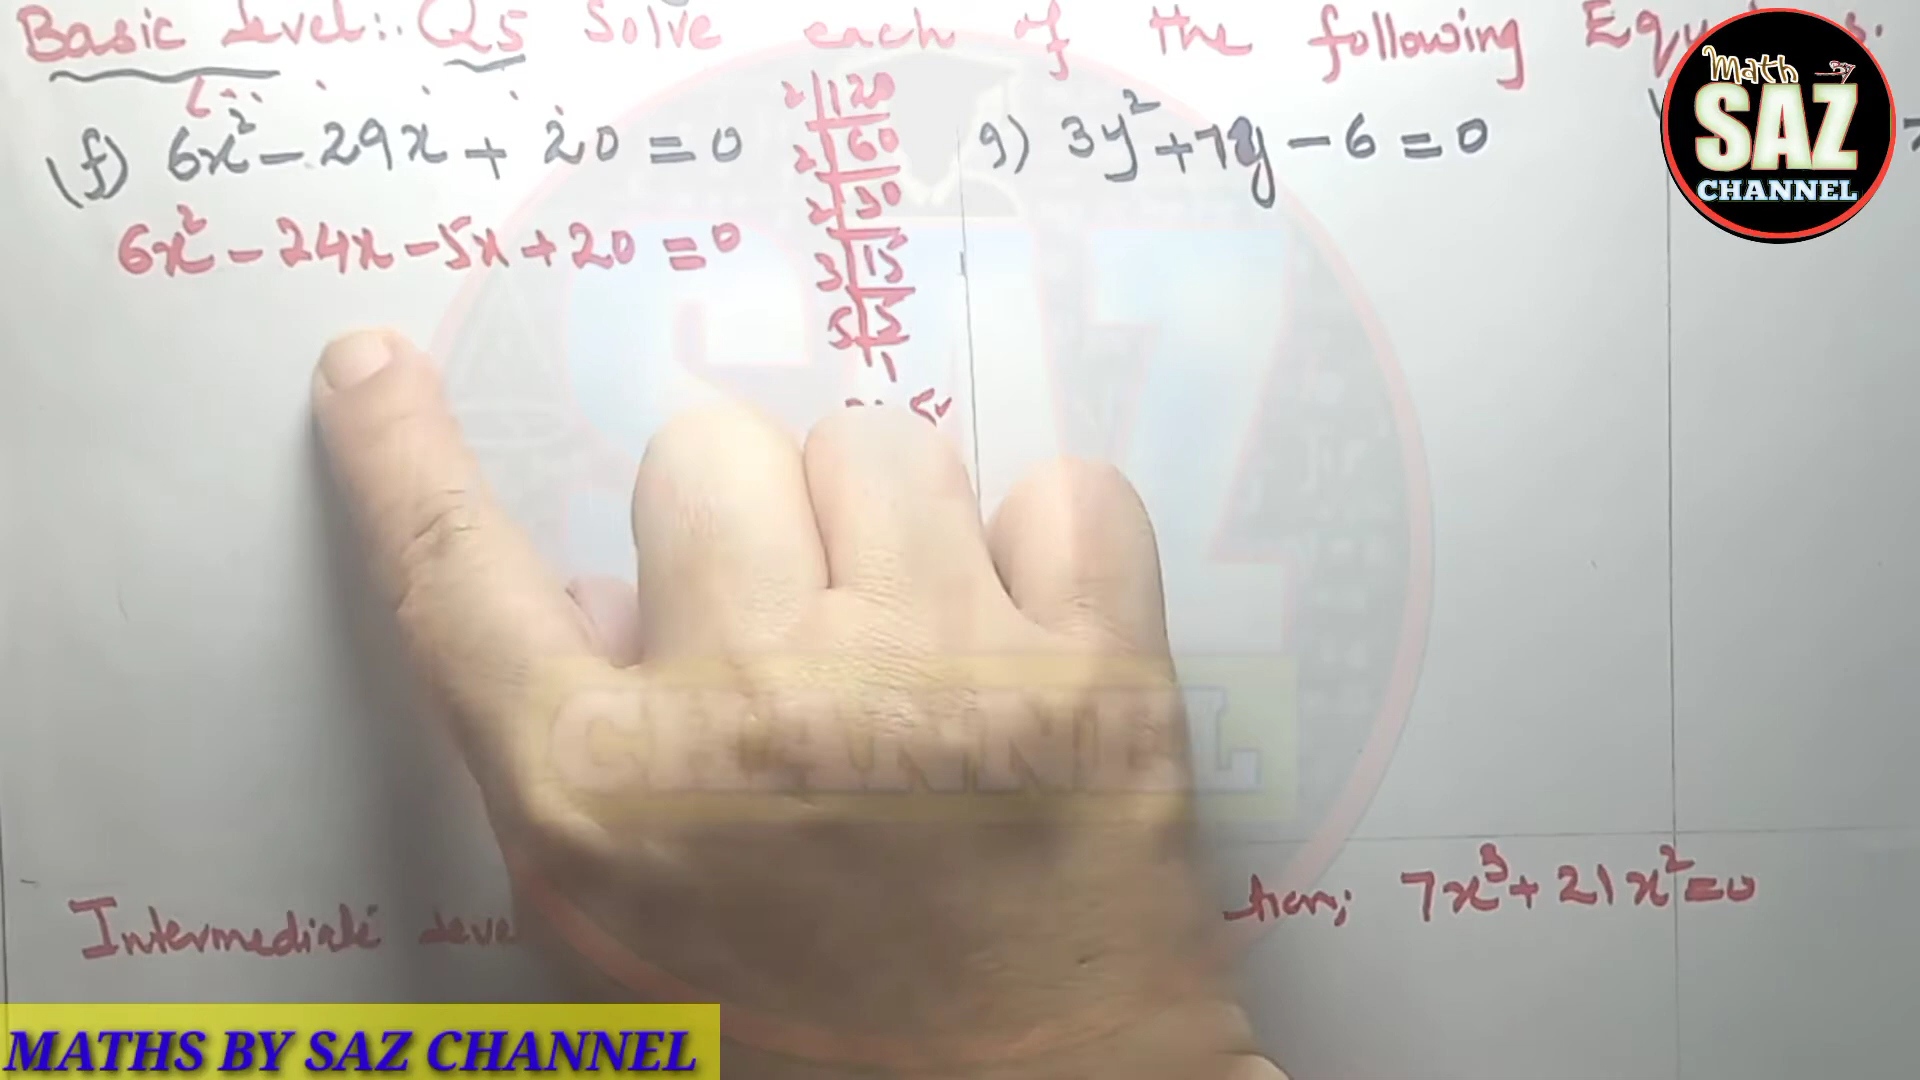 Basic level:. Q5 Solve each of the following
(f) 6x² - 29x + 20 = 0
6x² - 24x - 5x + 20 = 0
2 | 120
2 | 60
2 | 30
3 | 15
5 | 5
1
g) 3y² + 7y - 6 = 0
Intermediate
7x³ + 21x² = 0
Math
SAZ
CHANNEL
SAZ
CHANNEL
MATHS BY SAZ CHANNEL